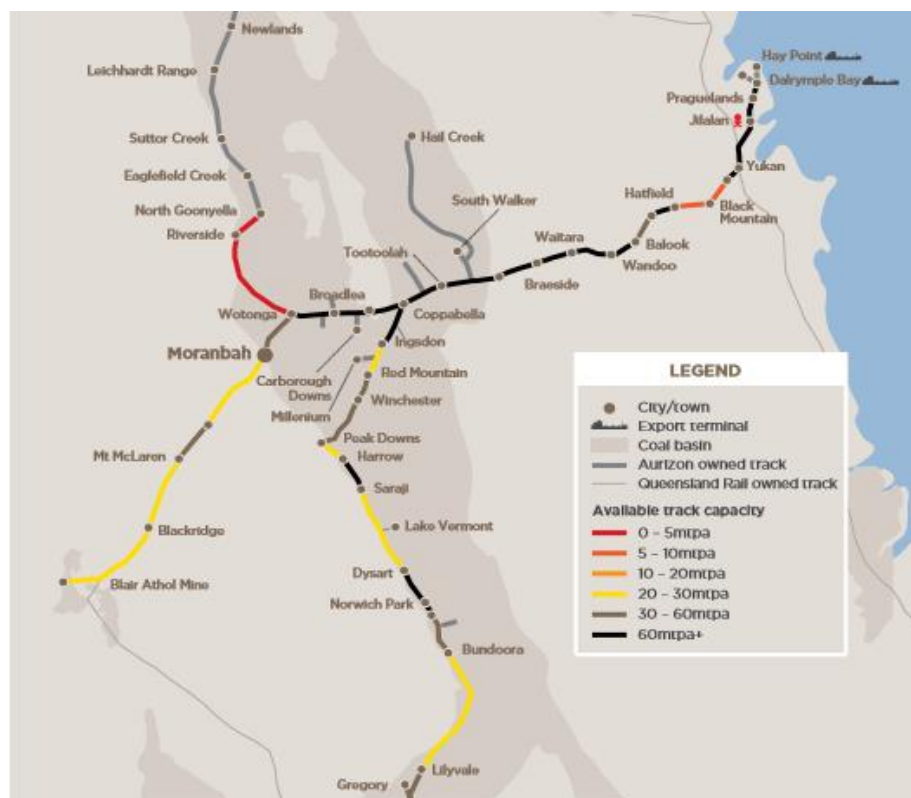 Newlands
Hay Point
Leichhardt Range
Dalrymple Bay
Praguelands
Jilalan
Suttor Creek
Hail Creek
Yukan
Eaglefield Creek
South Walker
Hatfield
North Goonyella
Black
Mountain
Riverside
Waitara
Balook
Tootoolah
Wandoo
Braeside
Broadlea
Wotonga
Coppabella
Moranbah
Ingsdon
Carborough
Downs
Red Mountain
Millenium
Winchester
Peak Downs
Mt McLaren
Harrow
Saraji
Lake Vermont
Blackridge
Dysart
Blair Athol Mine
Norwich Park
Bundoora
Lilyvale
Gregory
LEGEND
City/town
Export terminal
Coal basin
Aurizon owned track
Queensland Rail owned track
Available track capacity
0 – 5mtpa
5 – 10mtpa
10 – 20mtpa
20 – 30mtpa
30 – 60mtpa
60mtpa+